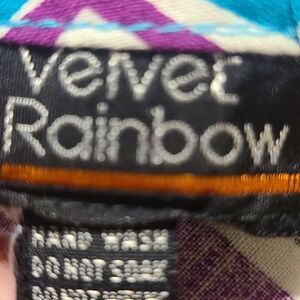 Velvet
Rainbow
HAND WASH
DO NOT SOAK